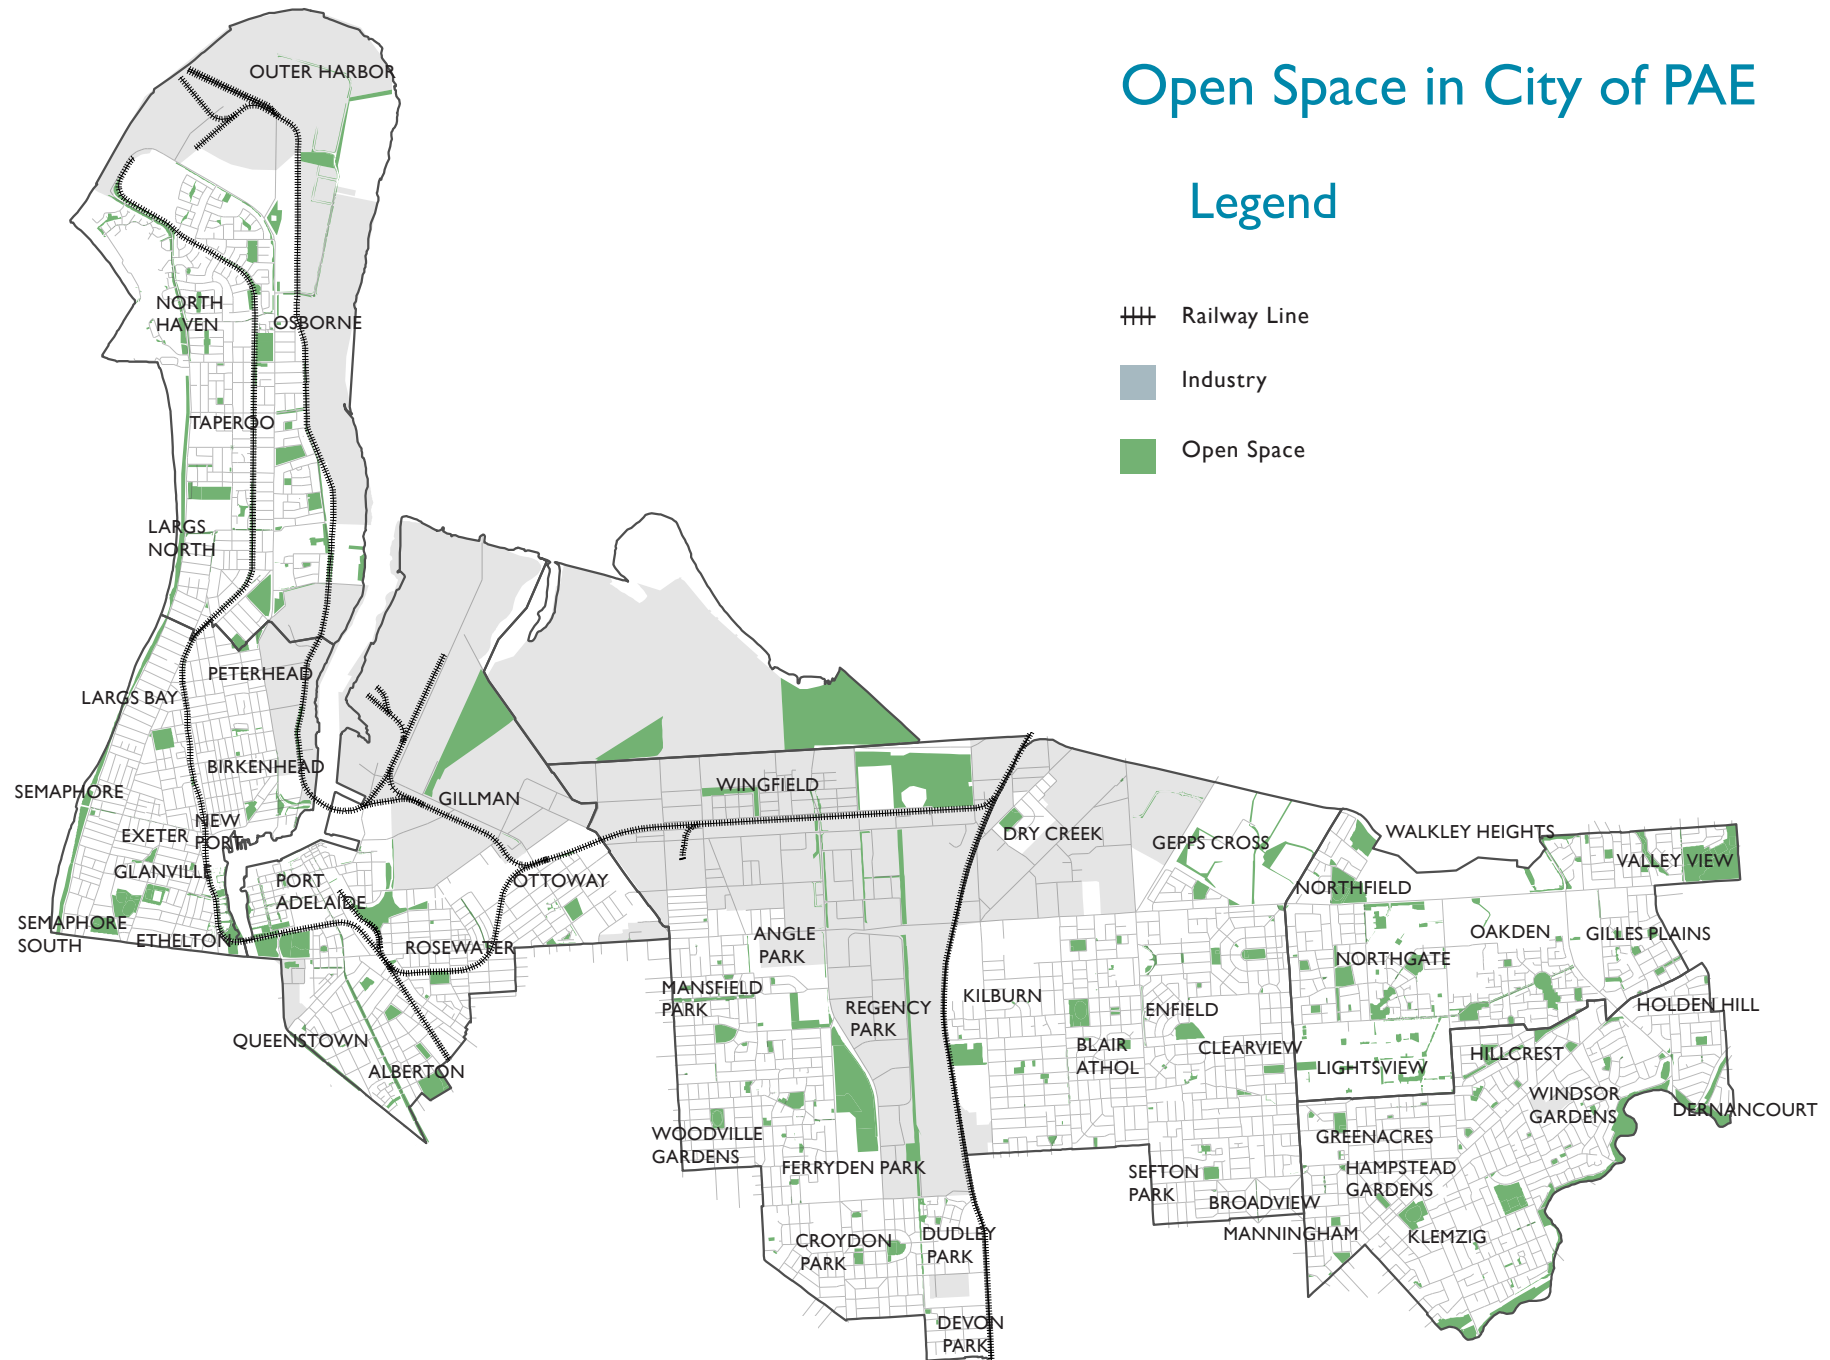 Open Space in City of PAE
Legend
Railway Line
Industry
Open Space
OUTER HARBOR
NORTH
HAVEN
OSBORNE
TAPEROO
LARGS
NORTH
PETERHEAD
LARGS BAY
BIRKENHEAD
SEMAPHORE
NEW
PORT
EXETER
GLANVILLE
PORT
ADELAIDE
SEMAPHORE
SOUTH
ETHELTON
GILLMAN
OTTOWAY
ROSEWATER
QUEENSTOWN
ALBERTON
WINGFIELD
DRY CREEK
GEPPS CROSS
WALKLEY HEIGHTS
VALLEY VIEW
NORTHFIELD
ANGLE
PARK
MANSFIELD
PARK
REGENCY
PARK
KILBURN
ENFIELD
BLAIR
ATHOL
CLEARVIEW
NORTHGATE
OAKDEN
GILLES PLAINS
HOLDEN HILL
LIGHTSVIEW
HILLCREST
WINDSOR
GARDENS
DERNANCOURT
WOODVILLE
GARDENS
FERRYDEN PARK
GREENACRES
HAMPSTEAD
GARDENS
SEFTON
PARK
BROADVIEW
MANNINGHAM
KLEMZIG
CROYDON
PARK
DUDLEY
PARK
DEVON
PARK